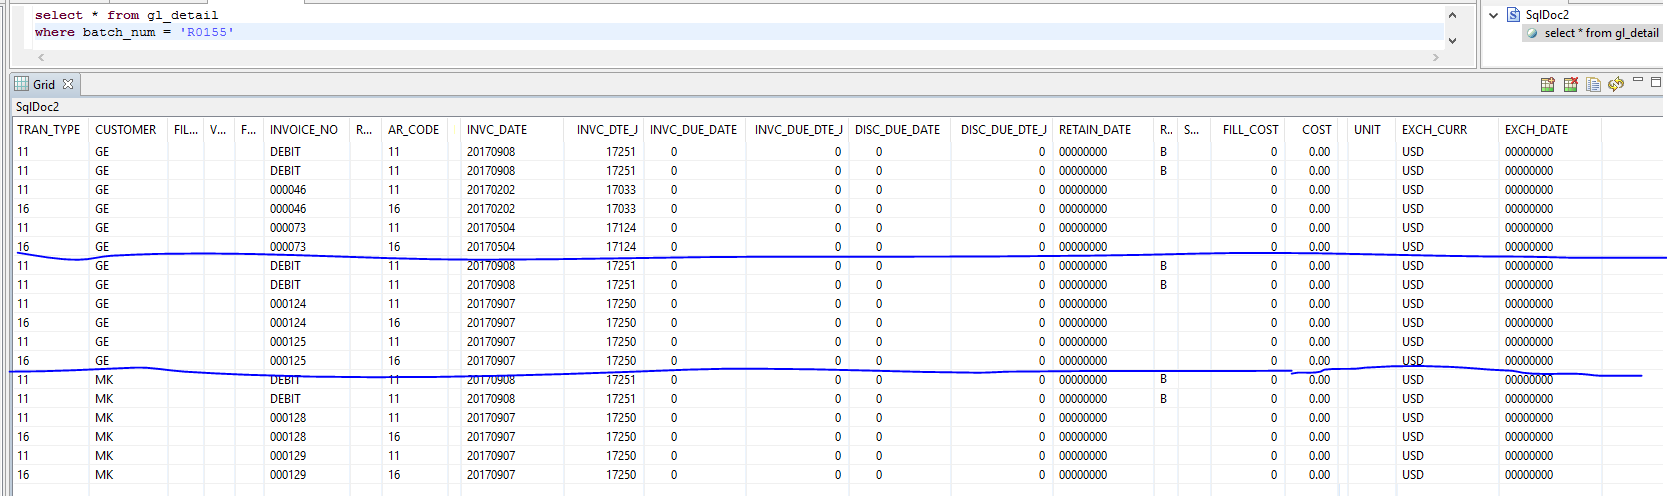 select * from gl_detail
where batch_num = 'R0155'
SqlDoc2
select * from gl_detail
Grid
SqlDoc2
TRAN_TYPE CUSTOMER FIL... V... F... INVOICE_NO R... AR_CODE INVC_DATE INVC_DTE_J INVC_DUE_DATE INVC_DUE_DTE_J DISC_DUE_DATE DISC_DUE_DTE_J RETAIN_DATE R.. S... FILL_COST COST UNIT EXCH_CURR EXCH_DATE
11 GE DEBIT 11 20170908 17251 0 0 0 0 00000000 B 0 0.00 USD 00000000
11 GE DEBIT 11 20170908 17251 0 0 0 0 00000000 B 0 0.00 USD 00000000
11 GE 000046 11 20170202 17033 0 0 0 0 00000000 0 0.00 USD 00000000
16 GE 000046 16 20170202 17033 0 0 0 0 00000000 0 0.00 USD 00000000
11 GE 000073 11 20170504 17124 0 0 0 0 00000000 0 0.00 USD 00000000
16 GE 000073 16 20170504 17124 0 0 0 0 00000000 0 0.00 USD 00000000
11 GE DEBIT 11 20170908 17251 0 0 0 0 00000000 B 0 0.00 USD 00000000
11 GE DEBIT 11 20170908 17251 0 0 0 0 00000000 B 0 0.00 USD 00000000
11 GE 000124 11 20170907 17250 0 0 0 0 00000000 0 0.00 USD 00000000
16 GE 000124 16 20170907 17250 0 0 0 0 00000000 0 0.00 USD 00000000
11 GE 000125 11 20170907 17250 0 0 0 0 00000000 0 0.00 USD 00000000
16 GE 000125 16 20170907 17250 0 0 0 0 00000000 0 0.00 USD 00000000
11 MK DEBIT 11 20170908 17251 0 0 0 0 00000000 B 0 0.00 USD 00000000
11 MK DEBIT 11 20170908 17251 0 0 0 0 00000000 B 0 0.00 USD 00000000
11 MK 000128 11 20170907 17250 0 0 0 0 00000000 0 0.00 USD 00000000
16 MK 000128 16 20170907 17250 0 0 0 0 00000000 0 0.00 USD 00000000
11 MK 000129 11 20170907 17250 0 0 0 0 00000000 0 0.00 USD 00000000
16 MK 000129 16 20170907 17250 0 0 0 0 00000000 0 0.00 USD 00000000